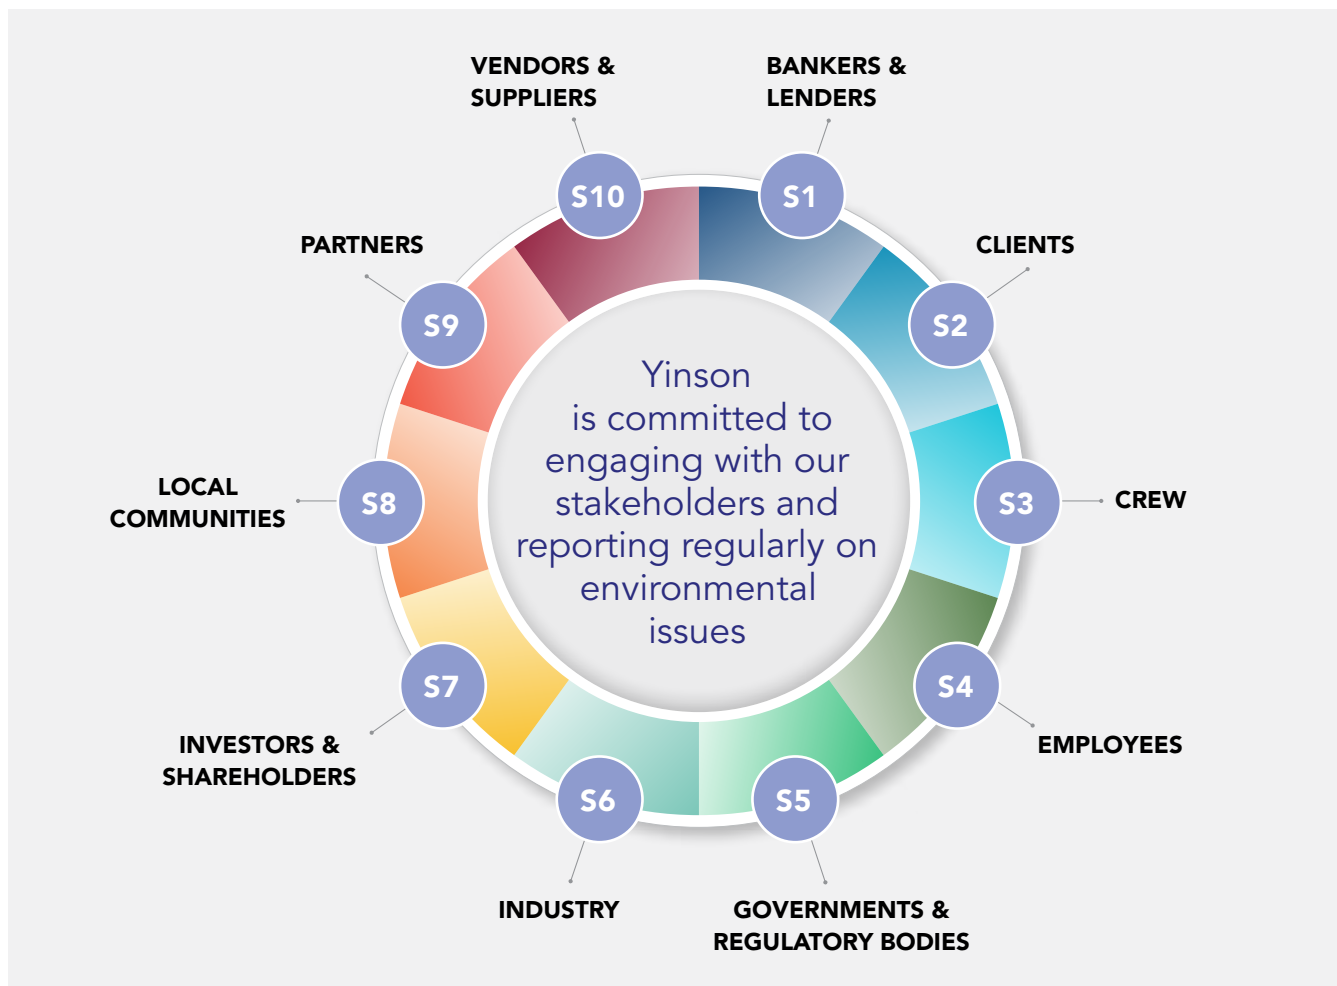 VENDORS &
SUPPLIERS
BANKERS &
LENDERS
S10
S1
PARTNERS
CLIENTS
S9
S2
Yinson
is committed to
engaging with our
stakeholders and
reporting regularly on
environmental
issues
LOCAL
COMMUNITIES
S8
S3
CREW
S7
S4
INVESTORS &
SHAREHOLDERS
EMPLOYEES
S6
S5
INDUSTRY
GOVERNMENTS &
REGULATORY BODIES